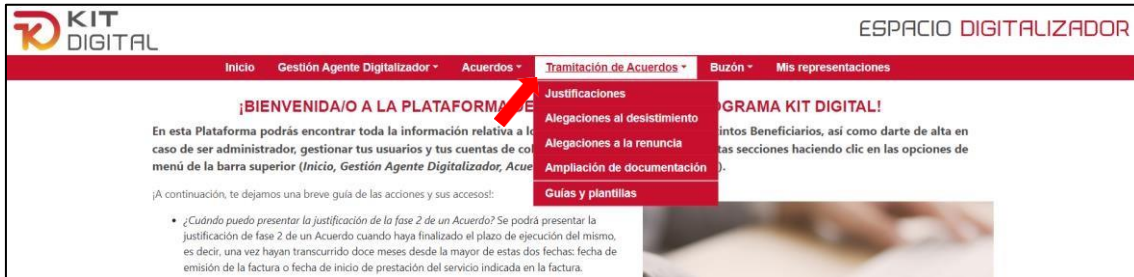 KIT
DIGITAL
ESPACIO DIGITALIZADOR
Inicio Gestión Agente Digitalizador Acuerdos Tramitación de Acuerdos Buzón Mis representaciones
Justificaciones
Alegaciones al desistimiento
Alegaciones a la renuncia
Ampliación de documentación
Guías y plantillas
¡BIENVENIDA/O A LA PLATAFORMA DE OGRAMA KIT DIGITAL!
En esta Plataforma podrás encontrar toda la información relativa a lo intos Beneficiarios, así como darte de alta en
caso de ser administrador, gestionar tus usuarios y tus cuentas de col tas secciones haciendo clic en las opciones de
menú de la barra superior (Inicio, Gestión Agente Digitalizador, Acue ).
¡A continuación, te dejamos una breve guía de las acciones y sus accesos!:
• ¿Cuándo puedo presentar la justificación de la fase 2 de un Acuerdo? Se podrá presentar la
justificación de fase 2 de un Acuerdo cuando haya finalizado el plazo de ejecución del mismo,
es decir, una vez hayan transcurrido doce meses desde la mayor de estas dos fechas: fecha de
emisión de la factura o fecha de inicio de prestación del servicio indicada en la factura.